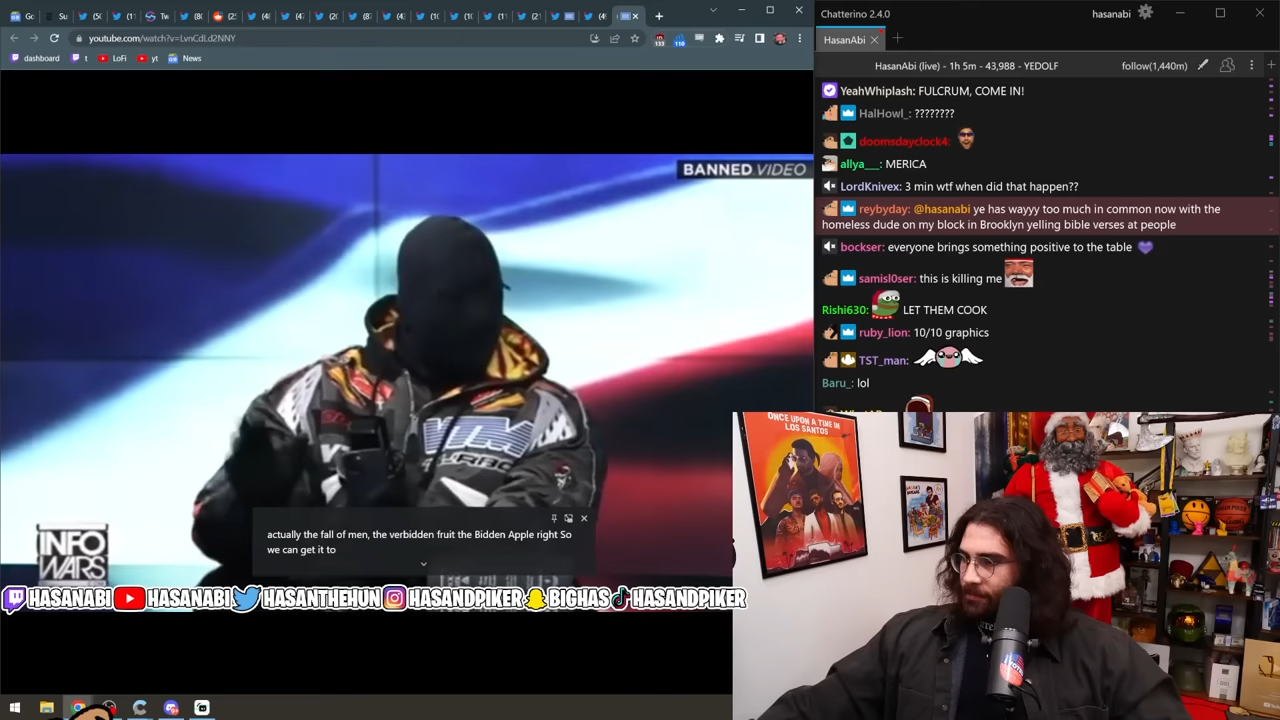 Chatterino 2.4.0
hasanabi
youtube.com/watch?v=LvnCdLd2NNY
HasanAbi
dashboard
t
LoFi
yt
News
HasanAbi (live) - 1h 5m - 43,988 - YEDOLF
follow(1,440m)
YeahWhiplash: FULCRUM, COME IN!
HalHowl_: ????????
doomsdayclock4:
allya___: MERICA
LordKnivex: 3 min wtf when did that happen??
reybyday: @hasanabi ye has wayyy too much in common now with the
homeless dude on my block in Brooklyn yelling bible verses at people
bockser: everyone brings something positive to the table
samisl0ser: this is killing me
Rishi630: LET THEM COOK
ruby_lion: 10/10 graphics
TST_man:
Baru_: lol
BANNED.VIDEO
ONCE UPON A TIME IN
LOS SANTOS
actually the fall of men, the verbidden fruit the Bidden Apple right So
we can get it to
INFO
WARS
HASANABI HASANABI HASANTHEHUN HASANDPIKER BIGHAS HASANDPIKER